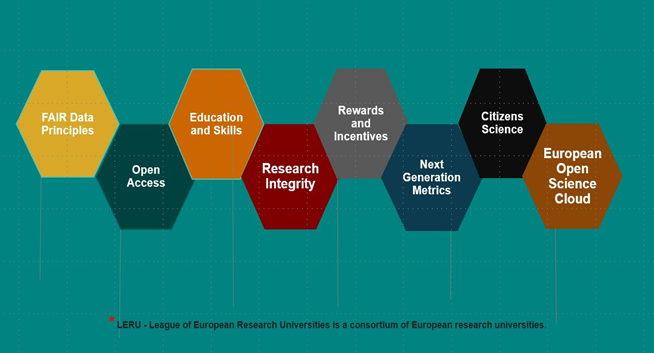 FAIR Data
Principles
Open
Access
Education
and Skills
Research
Integrity
Rewards
and
Incentives
Next
Generation
Metrics
Citizens
Science
European
Open
Science
Cloud
* LERU - League of European Research Universities is a consortium of European research universities.